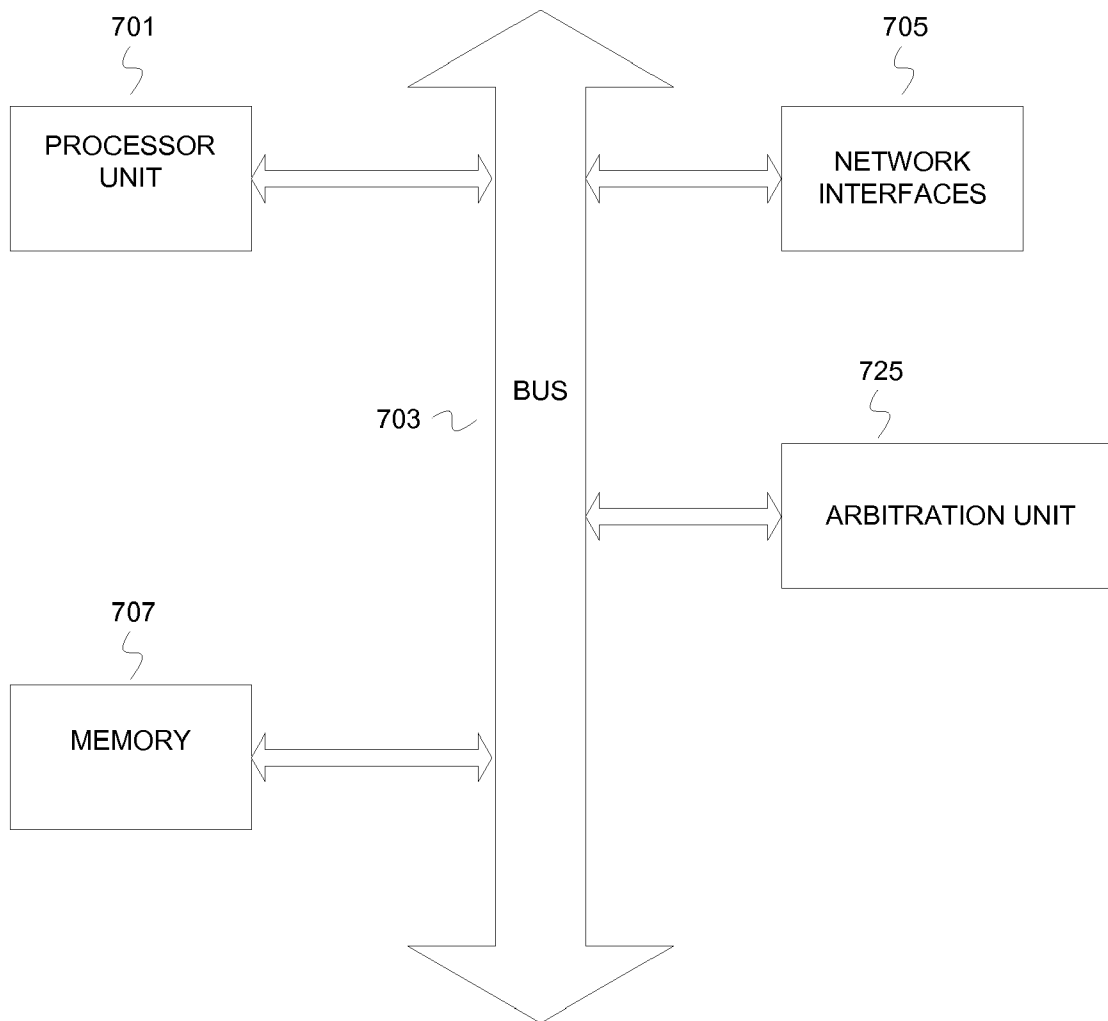 701
PROCESSOR
UNIT
705
NETWORK
INTERFACES
BUS
703
725
ARBITRATION UNIT
707
MEMORY